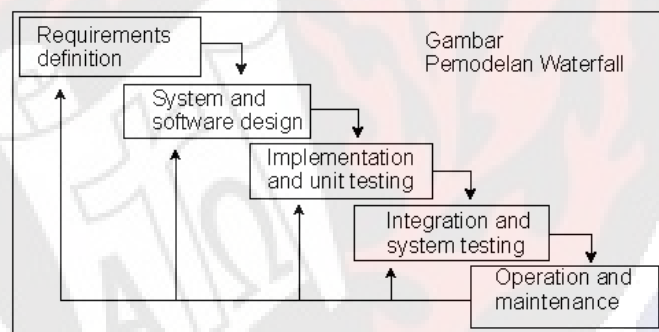 Requirements
definition
Gambar
Pemodelan Waterfall
System and
software design
Implementation
and unit testing
Integration and
system testing
Operation and
maintenance